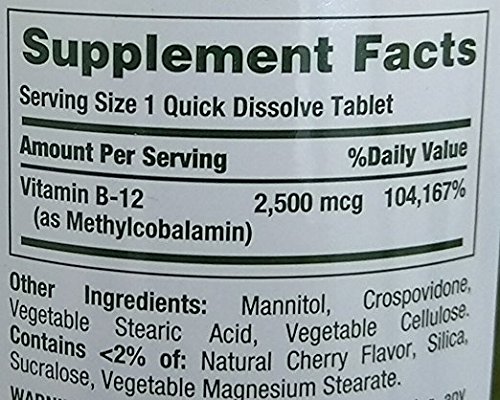 Supplement Facts
Serving Size 1 Quick Dissolve Tablet
Amount Per Serving %Daily Value
Vitamin B-12 2,500 mcg 104,167%
(as Methylcobalamin)
Other Ingredients: Mannitol, Crospovidone,
Vegetable Stearic Acid, Vegetable Cellulose.
Contains <2% of: Natural Cherry Flavor, Silica,
Sucralose, Vegetable Magnesium Stearate.
any